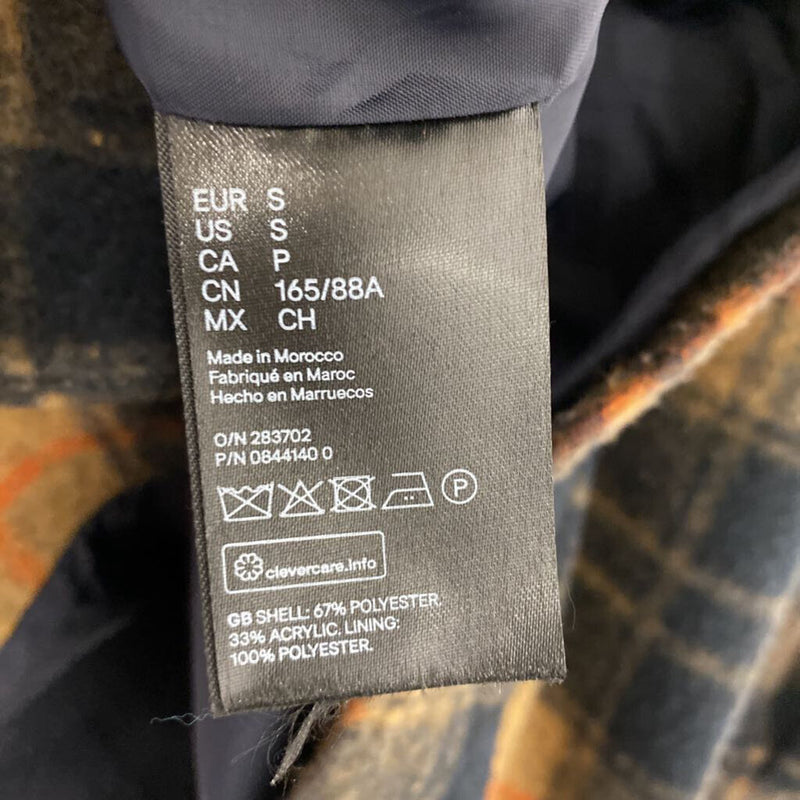 EUR S
US S
CA P
CN 165/88A
MX CH
Made in Morocco
Fabriqué en Maroc
Hecho en Marruecos
O/N 283702
P/N 0844140 0
P
clevercare.info
GB SHELL: 67% POLYESTER,
33% ACRYLIC. LINING:
100% POLYESTER.